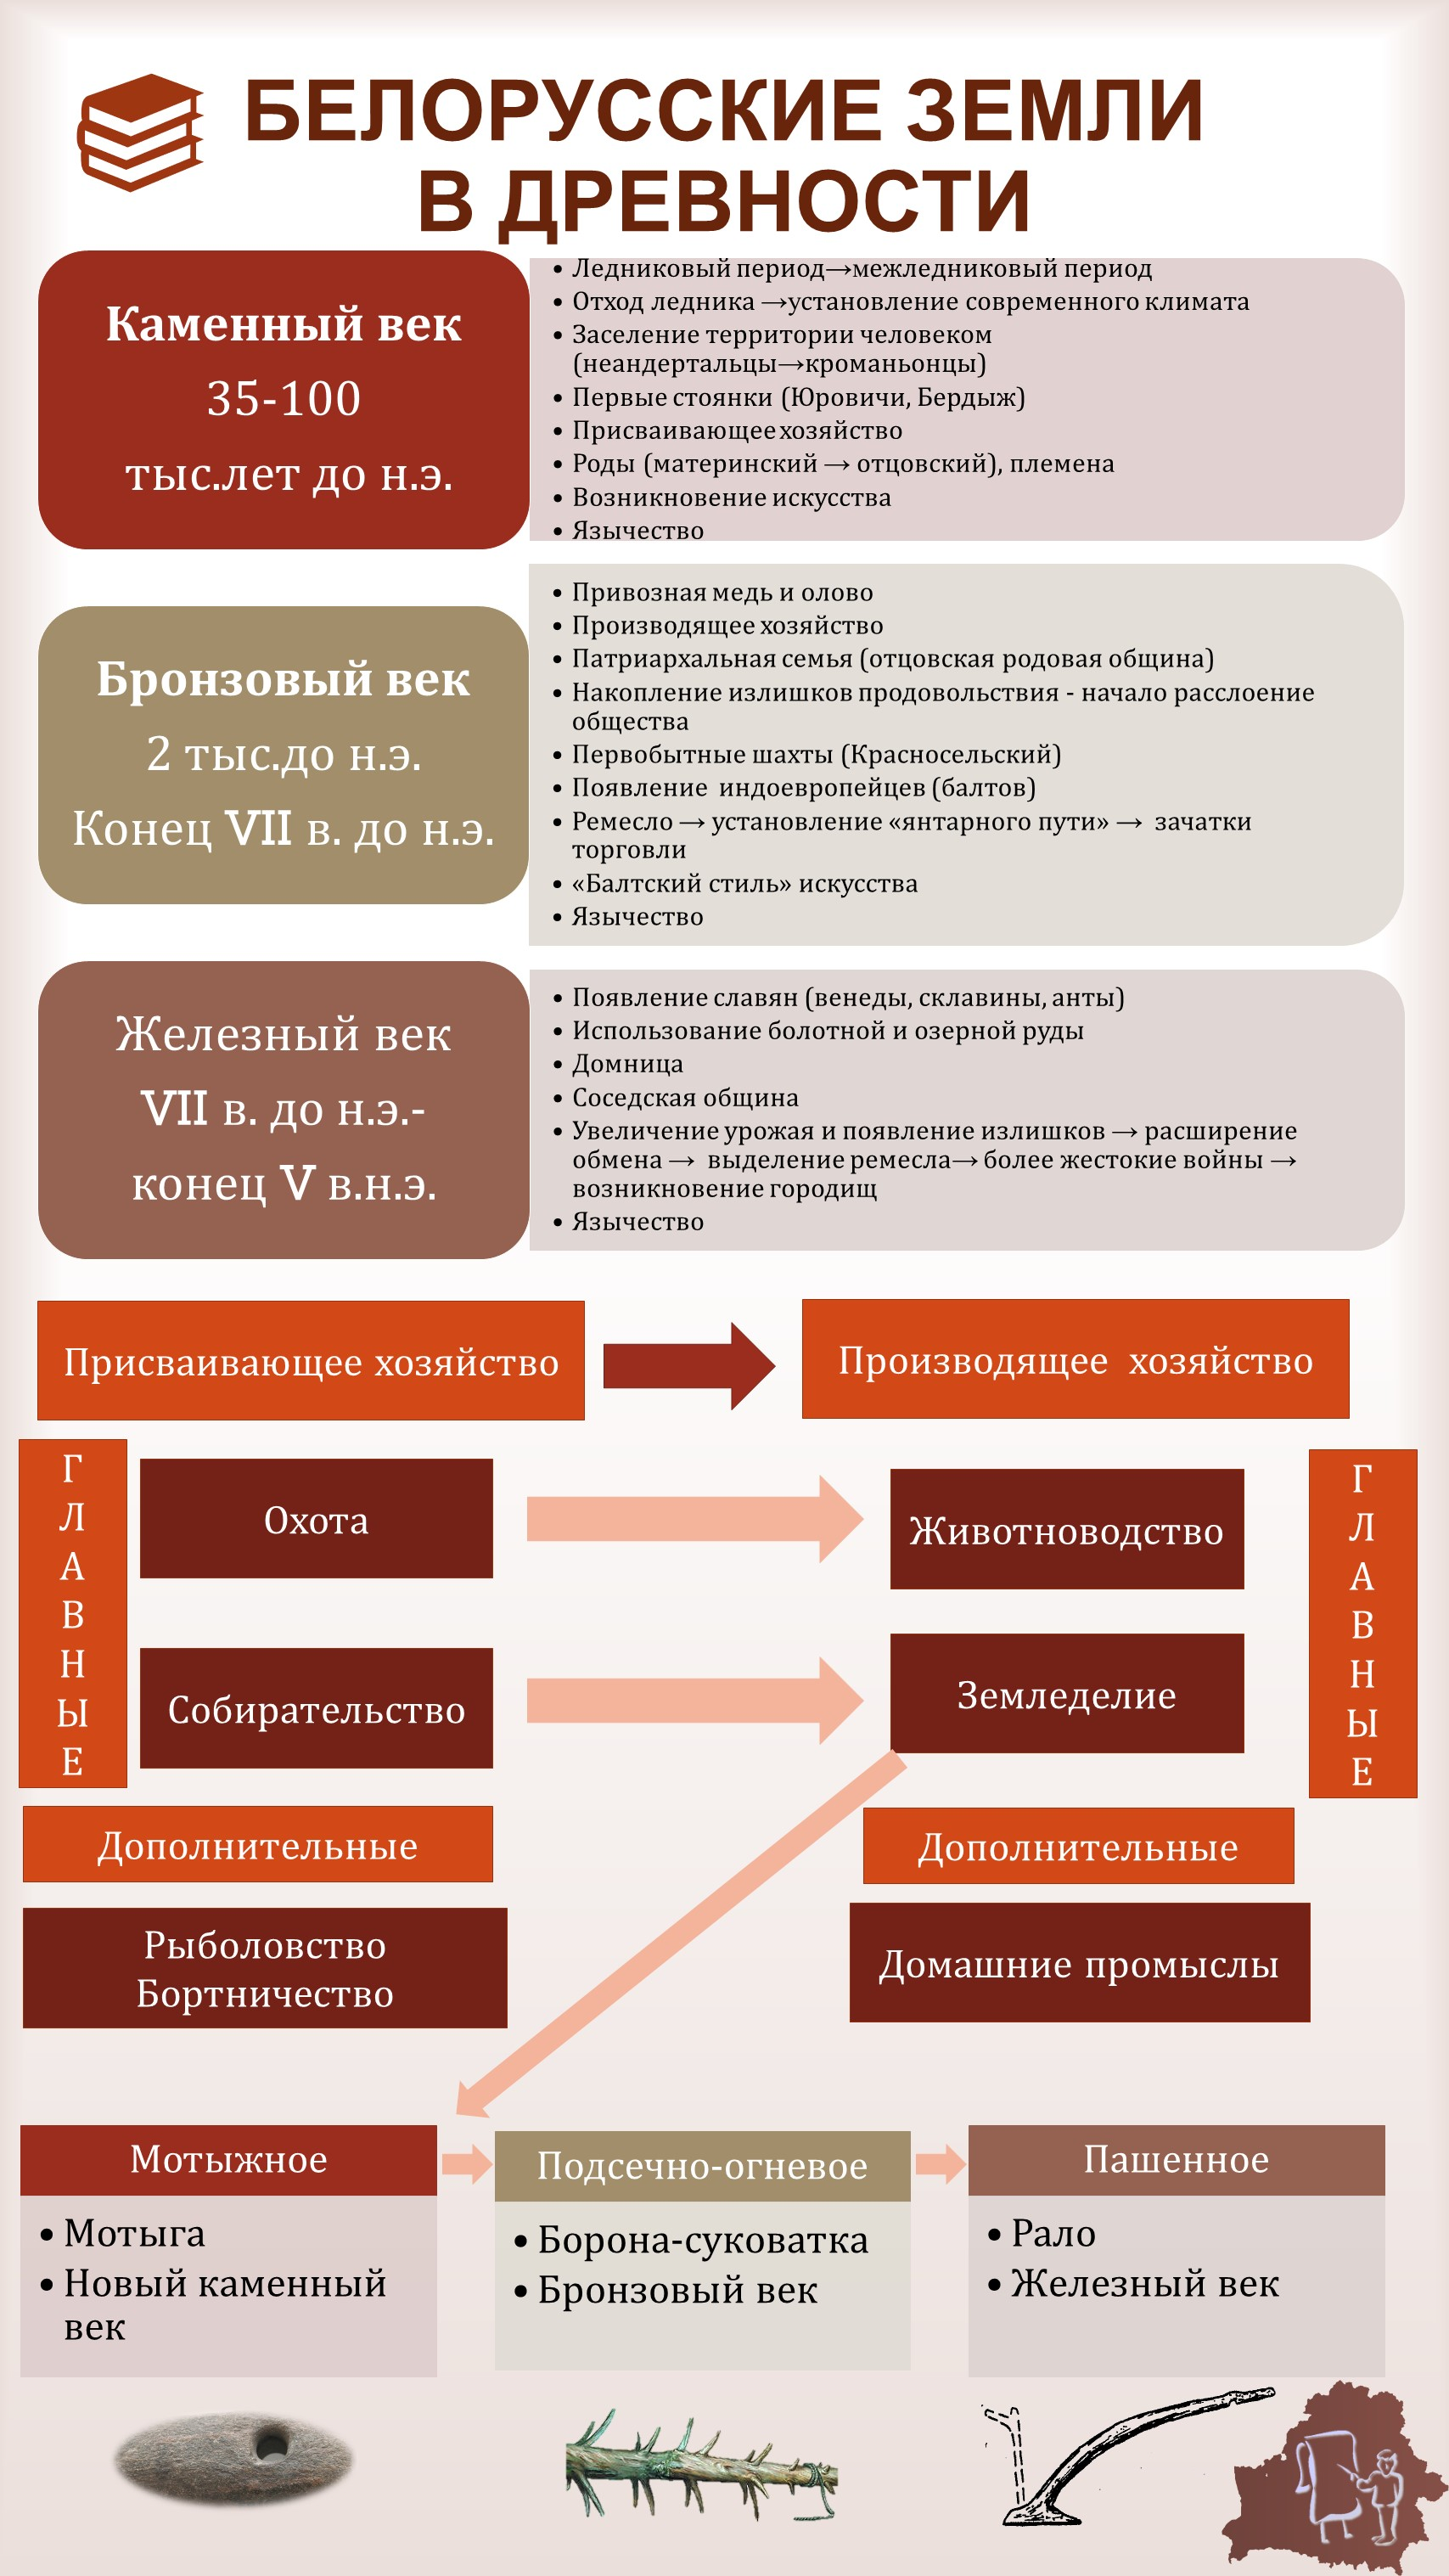 БЕЛОРУССКИЕ ЗЕМЛИ
В ДРЕВНОСТИ
Каменный век
35-100
тыс.лет до н.э.
• Ледниковый период→межледниковый период
• Отход ледника →установление современного климата
• Заселение территории человеком
(неандертальцы→кроманьонцы)
• Первые стоянки (Юровичи, Бердыж)
• Присваивающее хозяйство
• Роды (материнский → отцовский), племена
• Возникновение искусства
• Язычество
Бронзовый век
2 тыс.до н.э.
Конец VII в. до н.э.
• Привозная медь и олово
• Производящее хозяйство
• Патриархальная семья (отцовская родовая община)
• Накопление излишков продовольствия - начало расслоение
общества
• Первобытные шахты (Красносельский)
• Появление индоевропейцев (балтов)
• Ремесло → установление «янтарного пути» → зачатки
торговли
• «Балтский стиль» искусства
• Язычество
Железный век
VII в. до н.э.-
конец V в.н.э.
• Появление славян (венеды, склавины, анты)
• Использование болотной и озерной руды
• Домница
• Соседская община
• Увеличение урожая и появление излишков → расширение
обмена → выделение ремесла→ более жестокие войны →
возникновение городищ
• Язычество
Присваивающее хозяйство
Производящее хозяйство
Г
Л
А
В
Н
Ы
Е
Охота
Животноводство
Собирательство
Земледелие
Г
Л
А
В
Н
Ы
Е
Дополнительные
Дополнительные
Рыболовство
Бортничество
Домашние промыслы
Мотыжное
• Мотыга
• Новый каменный
век
Подсечно-огневое
• Борона-суковатка
• Бронзовый век
Пашенное
• Рало
• Железный век